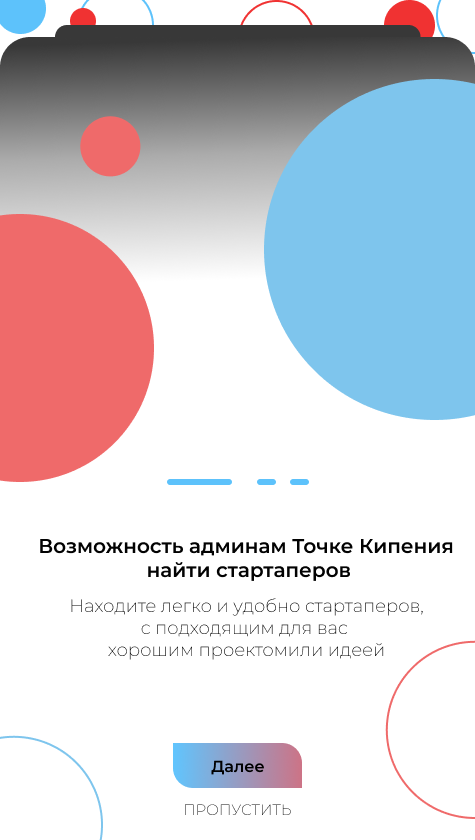 Возможность админам Точке Кипения
найти стартаперов
Находите легко и удобно стартаперов,
с подходящим для вас
хорошим проектомили идеей
Далее
ПРОПУСТИТЬ